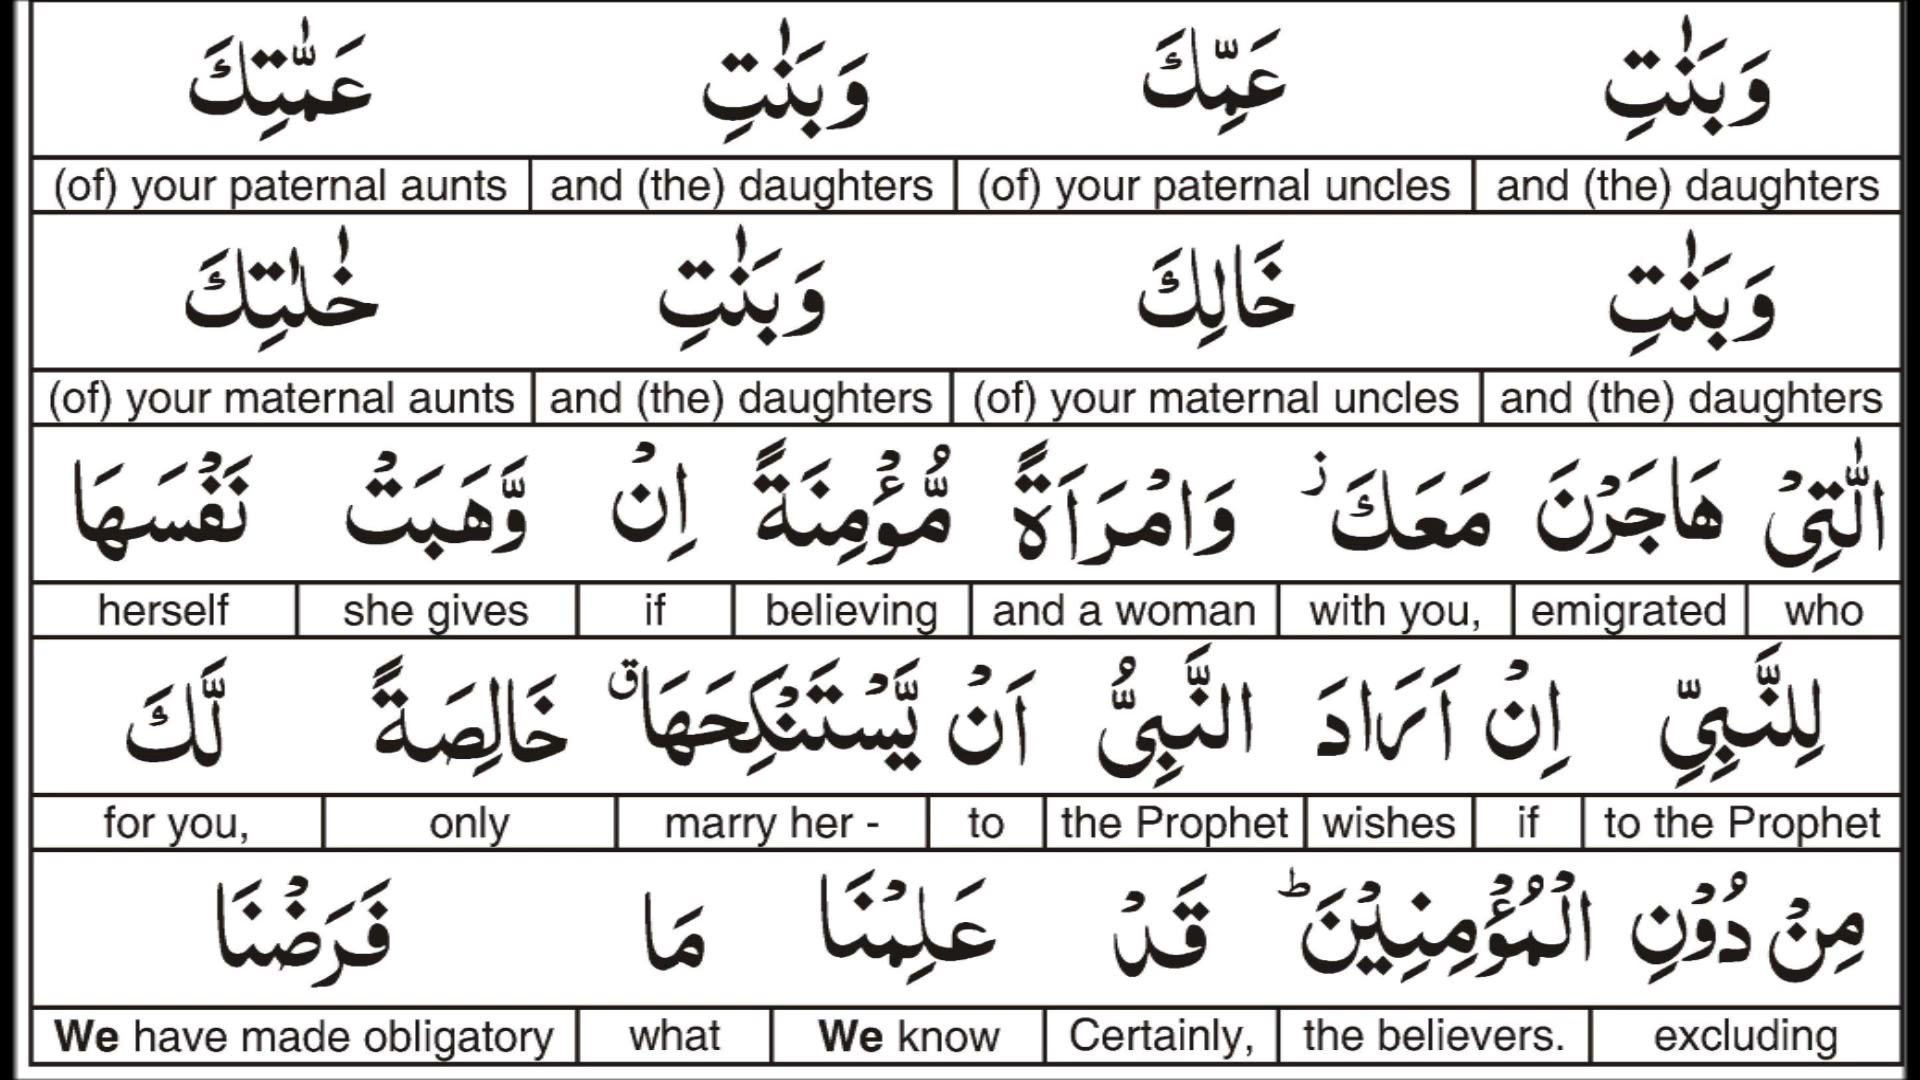 وَبَنٰتِ عَمِّكَ وَبَنٰتِ عَمّٰتِكَ
and (the) daughters (of) your paternal uncles and (the) daughters (of) your paternal aunts
وَبَنٰتِ خَالِكَ وَبَنٰتِ خٰلٰتِكَ
and (the) daughters (of) your maternal uncles and (the) daughters (of) your maternal aunts
الّٰتِىْ هَاجَرْنَ مَعَكَ ز وَامْرَاَةً مُّؤْمِنَةً اِنْ وَّهَبَتْ نَفْسَهَا
who emigrated with you, and a woman believing if she gives herself
لِلنَّبِىِّ اِنْ اَرَادَ النَّبِىُّ اَنْ يَّسْتَنْكِحَهَا ق خَالِصَةً لَّكَ
to the Prophet if wishes the Prophet to marry her - only for you,
مِنْ دُوْنِ الْمُؤْمِنِيْنَ ط قَدْ عَلِمْنَا مَا فَرَضْنَا
excluding the believers. Certainly, We know what We have made obligatory